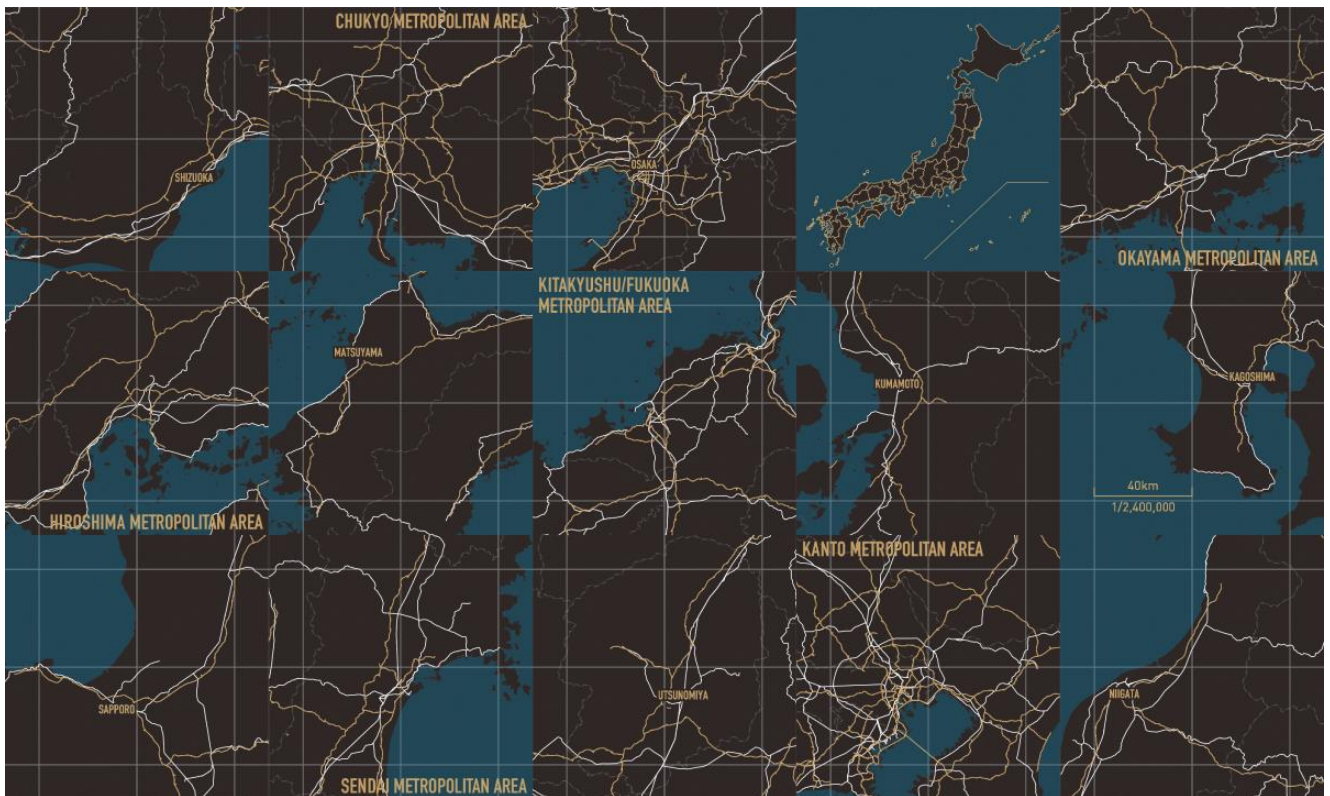 CHUKYO METROPOLITAN AREA
SHIZUOKA
OSAKA
OKAYAMA METROPOLITAN AREA
KITAKYUSHU/FUKUOKA
METROPOLITAN AREA
MATSUYAMA
KUMAMOTO
KAGOSHIMA
40km
1/2,400,000
HIROSHIMA METROPOLITAN AREA
KANTO METROPOLITAN AREA
SAPPORO
UTSUNOMIYA
NIIGATA
SENDAI METROPOLITAN AREA